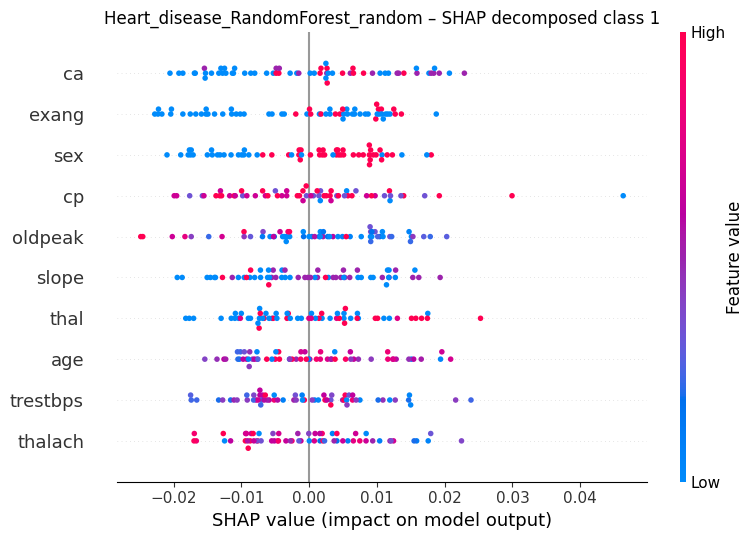 Heart_disease_RandomForest_random – SHAP decomposed class 1
High
ca
exang
sex
cp
oldpeak
slope
thal
age
trestbps
thalach
Feature value
Low
−0.02 −0.01 0.00 0.01 0.02 0.03 0.04
SHAP value (impact on model output)